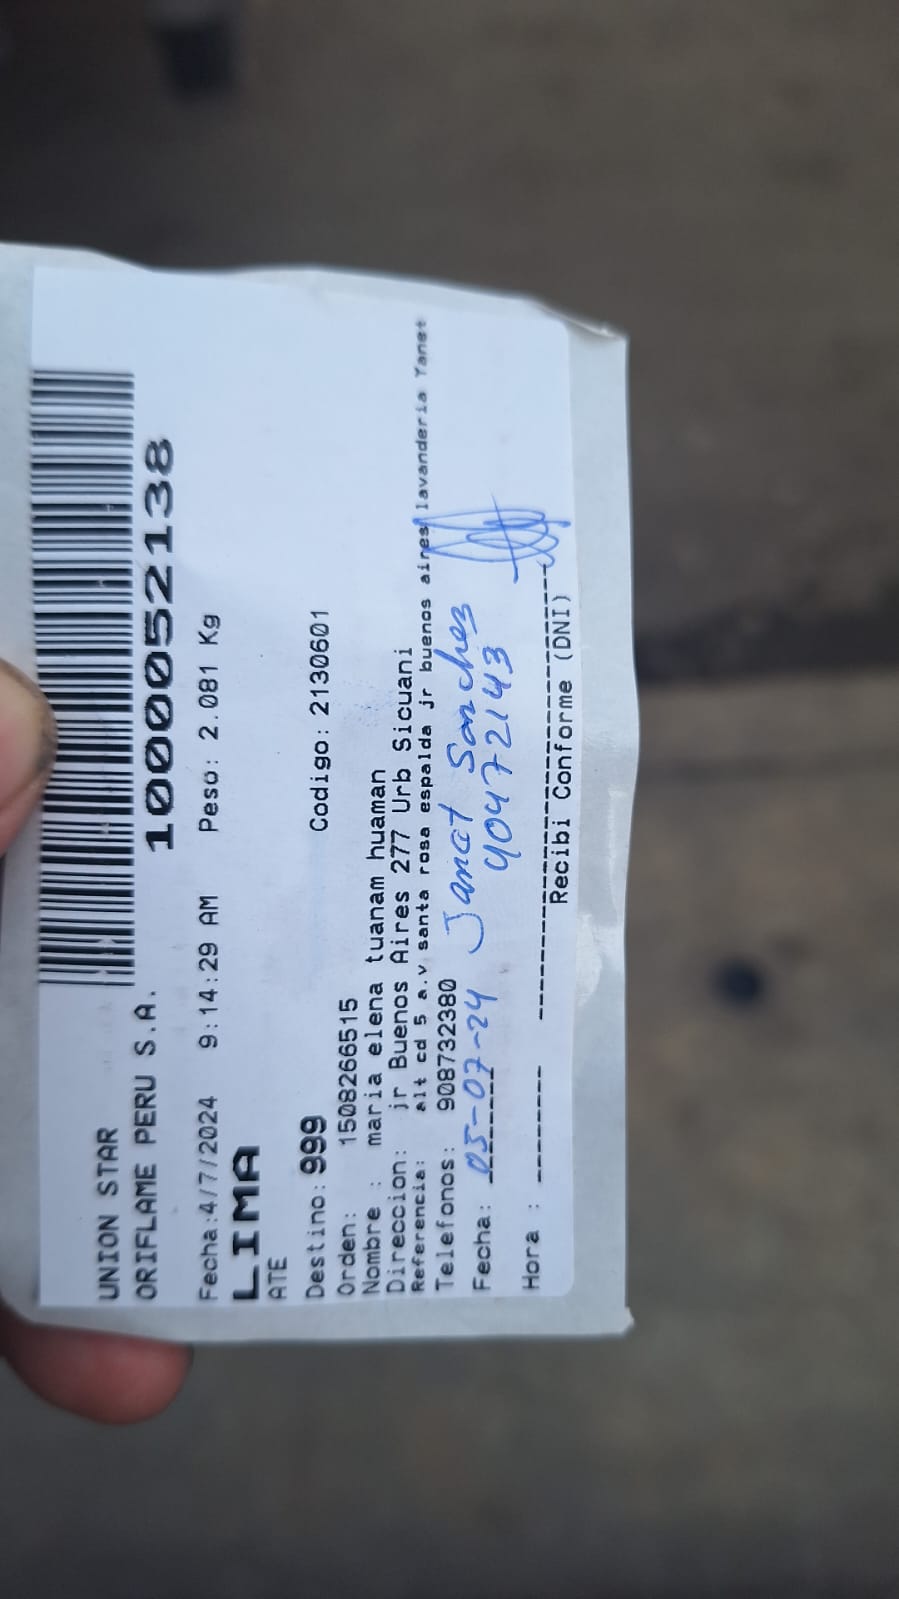 1000052138
UNION STAR
ORIFLAME PERU S.A.
Fecha:4/7/2024 9:14:29 AM Peso: 2.081 Kg
LIMA
ATE
Destino: 999 Codigo: 2130601
Orden: 1508266515
Nombre : maria elena tuanam huaman
Direccion: jr Buenos Aires 277 Urb Sicuani
Referencia: alt cd 5 a.v santa rosa espalda jr buenos aires lavanderia Yanet
Telefonos: 908732380
Fecha: 05-07-24 Janet Sanchez
40472143
Hora :
Recibi Conforme (DNI)